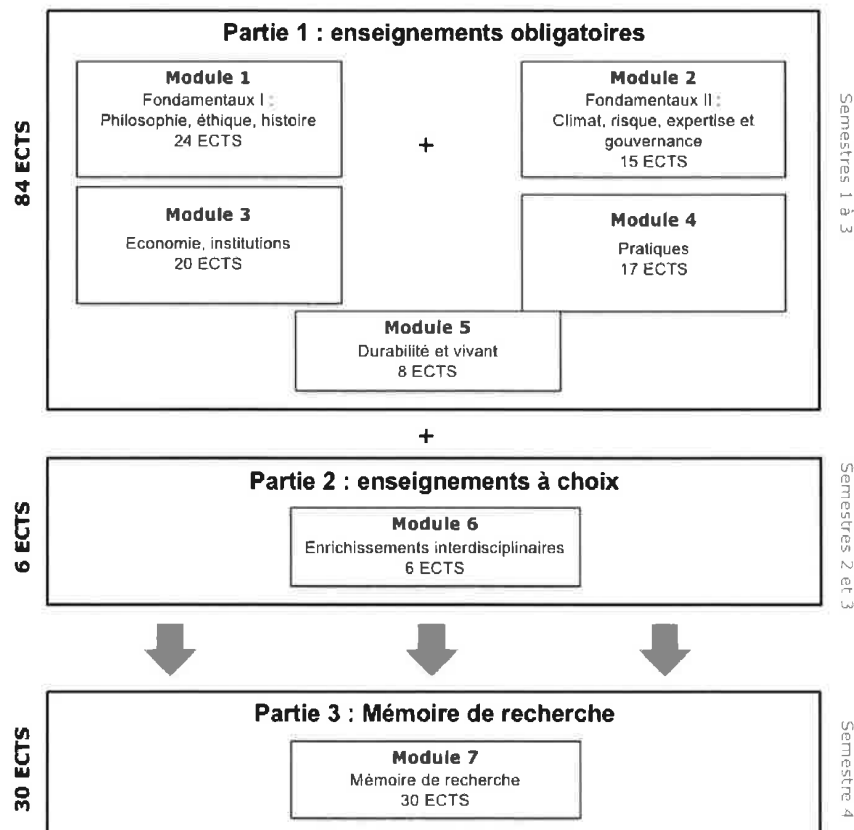 Partie 1 : enseignements obligatoires
84 ECTS
Semestres 1 à 3
Module 1
Fondamentaux I :
Philosophie, éthique, histoire
24 ECTS
+
Module 2
Fondamentaux II :
Climat, risque, expertise et
gouvernance
15 ECTS
Module 3
Economie, institutions
20 ECTS
Module 4
Pratiques
17 ECTS
Module 5
Durabilité et vivant
8 ECTS
+
Partie 2 : enseignements à choix
6 ECTS
Semestres 2 et 3
Module 6
Enrichissements interdisciplinaires
6 ECTS
Partie 3 : Mémoire de recherche
30 ECTS
Semestre 4
Module 7
Mémoire de recherche
30 ECTS